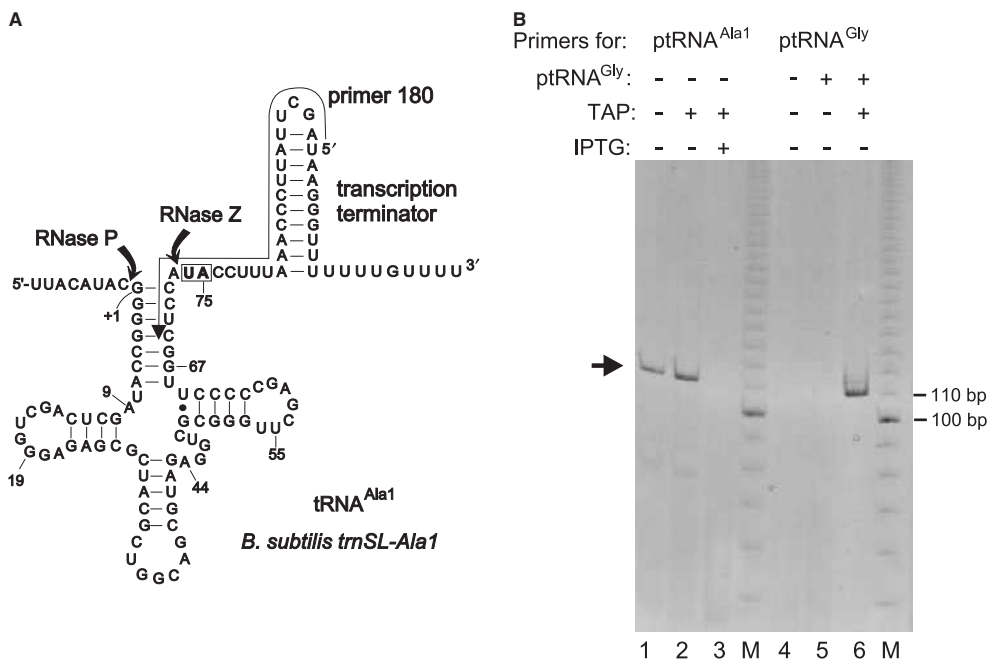 A
primer 180
5′
transcription
terminator
RNase Z
RNase P
5′-UUACAUAC
CCUUUA
UUUUUGUUUU 3′
UA
75
+1
67
9
19
44
55
tRNA Ala1
B. subtilis trnSL-Ala1
B
Primers for: ptRNA Ala1 ptRNA Gly
ptRNA Gly: - - - - + +
TAP: - + + - - +
IPTG: - - + - - -
110 bp
100 bp
1 2 3 M 4 5 6 M